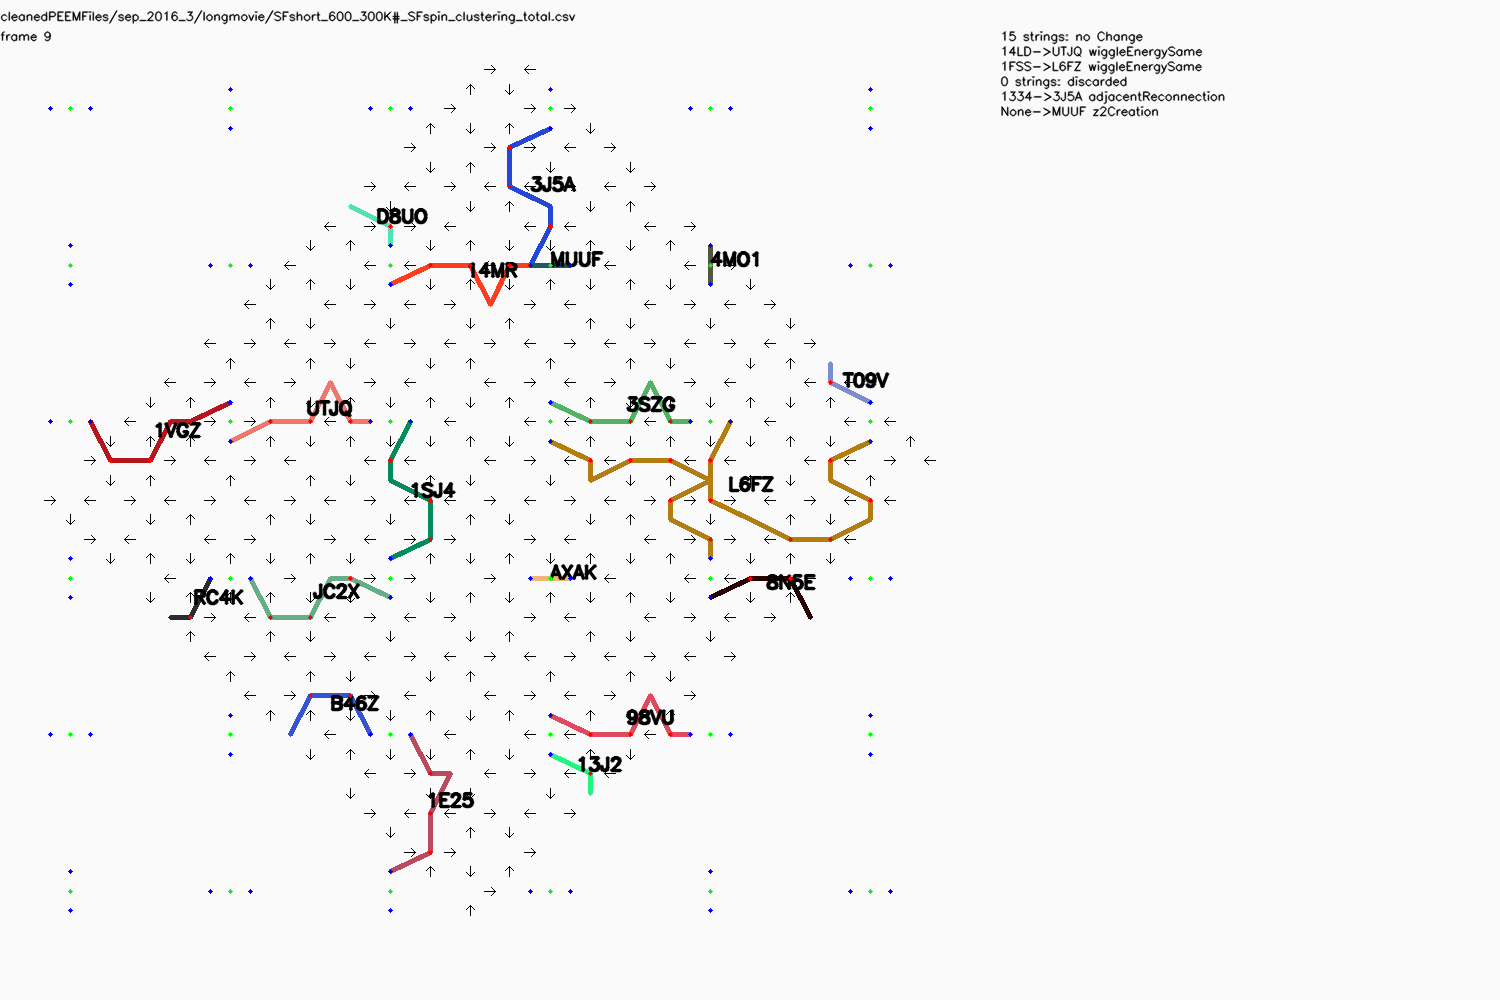 cleanedPEEMFiles/sep_2016_3/longmovie/SFshort_600_300K#_SFspin_clustering_total.csv
frame 9
15 strings: no Change
14LD->UTJQ wiggleEnergySame
1FSS->L6FZ wiggleEnergySame
0 strings: discarded
1334->3J5A adjacentReconnection
None->MUUF z2Creation
3J5A
D8U0
MUUF
4MO1
14MR
T09V
UTJQ
3SZG
1VGZ
L6FZ
1SJ4
AXAK
8N5E
JC2X
RC4K
B46Z
98VU
13J2
1E25